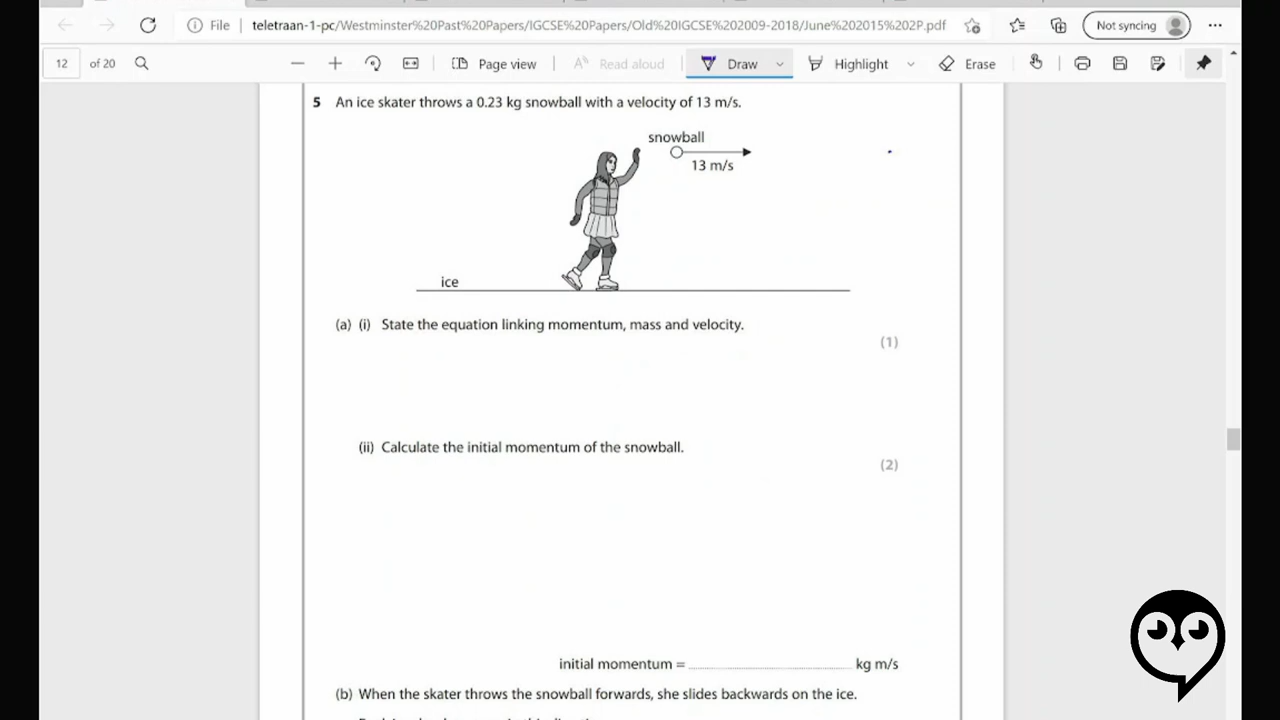 File
teletraan-1-pc/Westminster%20Past%20Papers/IGCSE%20Papers/Old%20IGCSE%202009-2018/June%202015%202P.pdf
Not syncing
12 of 20
Page view
Read aloud
Draw
Highlight
Erase
5 An ice skater throws a 0.23 kg snowball with a velocity of 13 m/s.
snowball
13 m/s
ice
(a) (i) State the equation linking momentum, mass and velocity.
(1)
(ii) Calculate the initial momentum of the snowball.
(2)
initial momentum = ............................................ kg m/s
(b) When the skater throws the snowball forwards, she slides backwards on the ice.